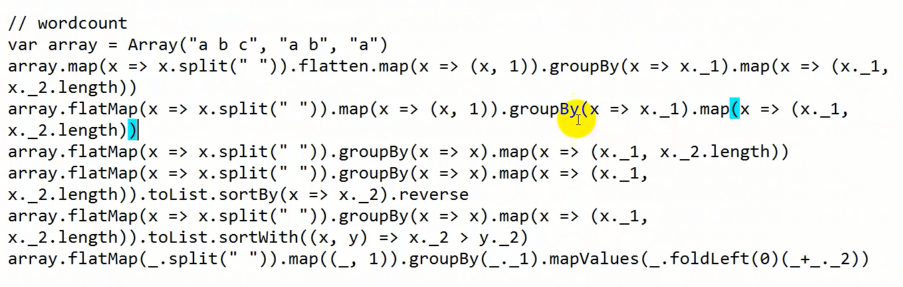 // wordcount
var array = Array("a b c", "a b", "a")
array.map(x => x.split(" ")).flatten.map(x => (x, 1)).groupBy(x => x._1).map(x => (x._1,
x._2.length))
array.flatMap(x => x.split(" ")).map(x => (x, 1)).groupBy(x => x._1).map(x => (x._1,
x._2.length))
array.flatMap(x => x.split(" ")).groupBy(x => x).map(x => (x._1, x._2.length))
array.flatMap(x => x.split(" ")).groupBy(x => x).map(x => (x._1,
x._2.length)).toList.sortBy(x => x._2).reverse
array.flatMap(x => x.split(" ")).groupBy(x => x).map(x => (x._1,
x._2.length)).toList.sortWith((x, y) => x._2 > y._2)
array.flatMap(_.split(" ")).map((_, 1)).groupBy(_._1).mapValues(_.foldLeft(0)(_+_._2))